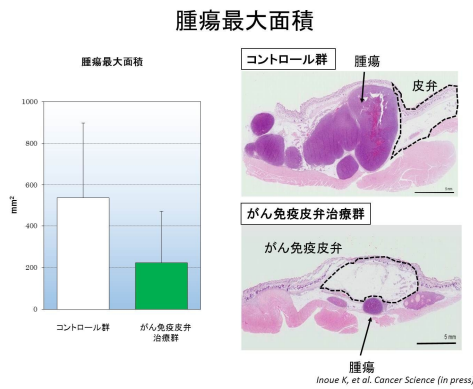 腫瘍最大面積
腫瘍最大面積
1000
800
600
400
200
0
mm²
コントロール群
がん免疫皮弁
治療群
コントロール群
腫瘍
皮弁
がん免疫皮弁治療群
がん免疫皮弁
5 mm
腫瘍
Inoue K, et al. Cancer Science (in press)